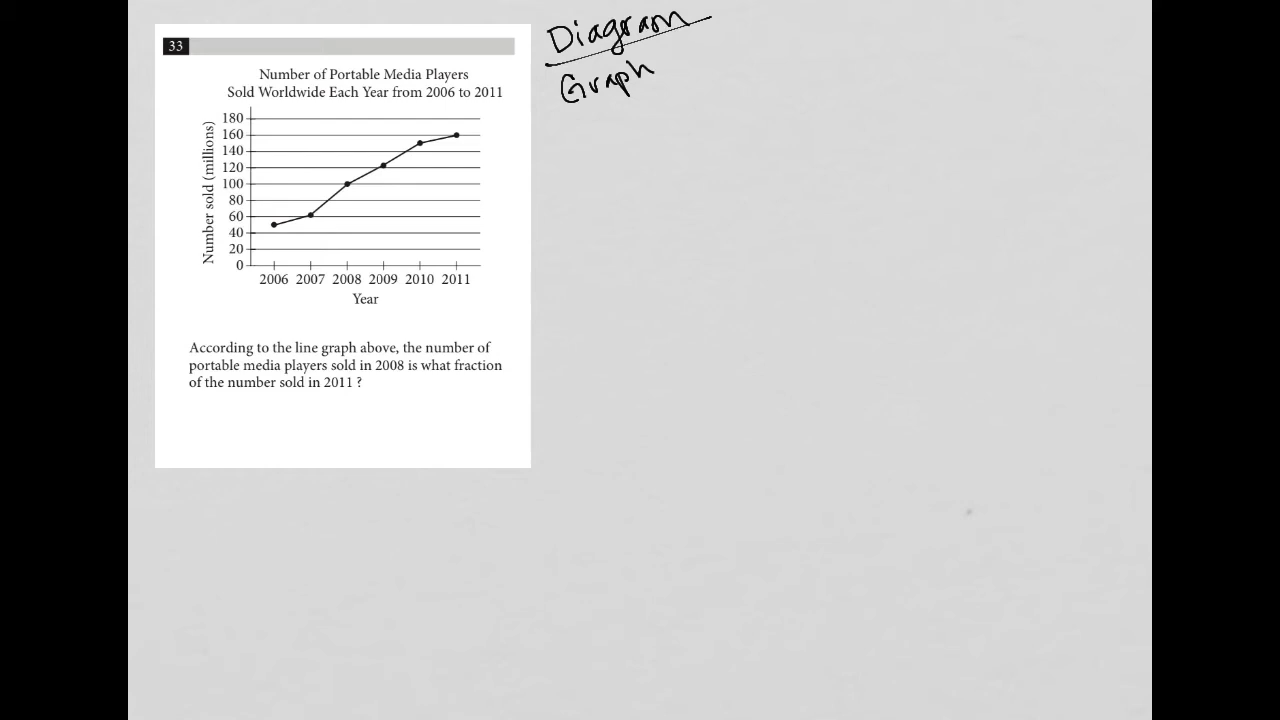 33
Diagram
Graph
Number of Portable Media Players
Sold Worldwide Each Year from 2006 to 2011
Number sold (millions)
180
160
140
120
100
80
60
40
20
0
2006 2007 2008 2009 2010 2011
Year
According to the line graph above, the number of
portable media players sold in 2008 is what fraction
of the number sold in 2011 ?